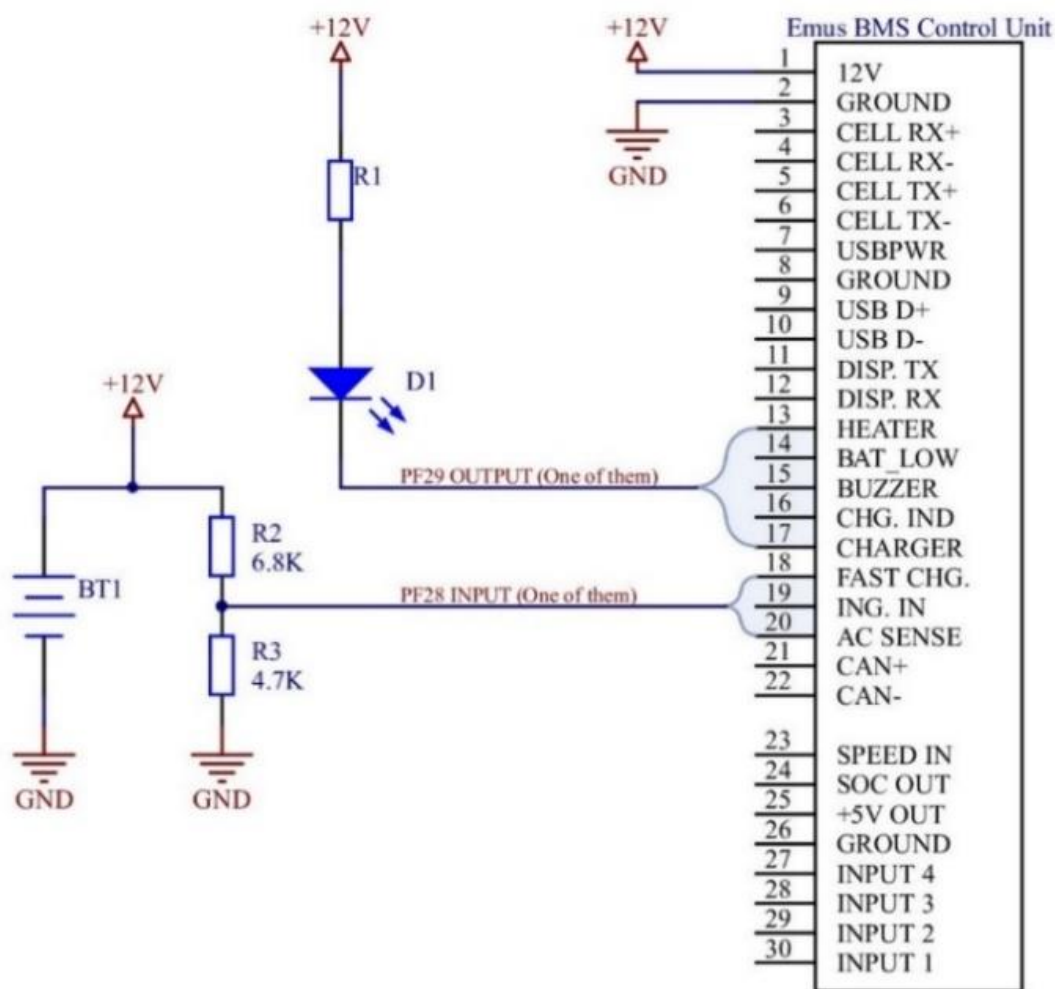 +12V
+12V
Emus BMS Control Unit
1 12V
2 GROUND
3 CELL RX+
4 CELL RX-
5 CELL TX+
6 CELL TX-
7 USBPWR
8 GROUND
9 USB D+
10 USB D-
11 DISP. TX
12 DISP. RX
13 HEATER
14 BAT_LOW
15 BUZZER
16 CHG. IND
17 CHARGER
18 FAST CHG.
19 ING. IN
20 AC SENSE
21 CAN+
22 CAN-
23 SPEED IN
24 SOC OUT
25 +5V OUT
26 GROUND
27 INPUT 4
28 INPUT 3
29 INPUT 2
30 INPUT 1
GND
R1
D1
PF29 OUTPUT (One of them)
+12V
R2
6.8K
BT1
PF28 INPUT (One of them)
R3
4.7K
GND
GND